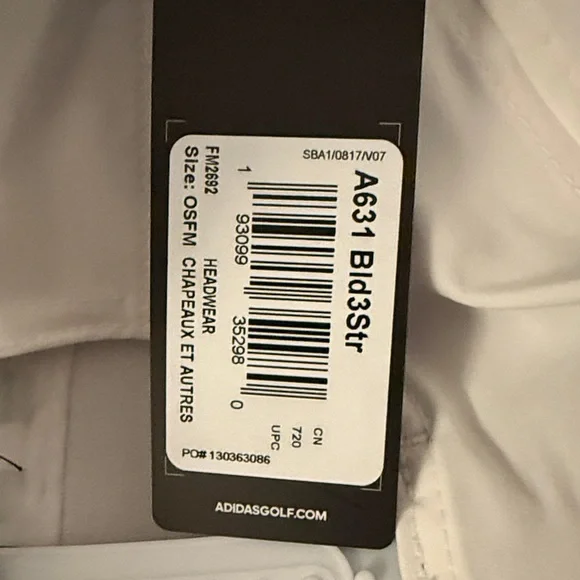 SBA1/0817/V07
A631 Bld3Str
1 93099 35298 0
CN
720
UPC
FM2692 HEADWEAR
Size: OSFM CHAPEAUX ET AUTRES
PO# 130363086
ADIDASGOLF.COM